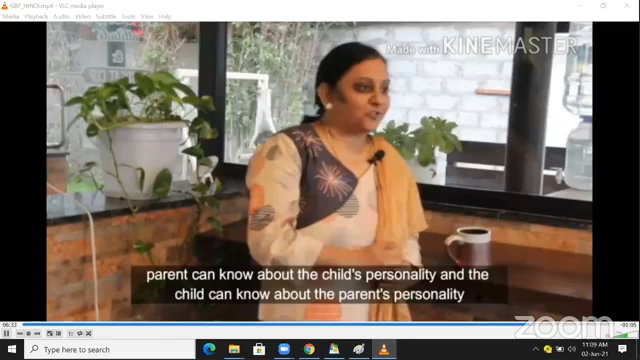 GBP_HINDI.mp4 - VLC media player
Media Playback Audio Video Subtitle Tools View Help
Made with KINEMASTER
parent can know about the child's personality and the
child can know about the parent's personality
06:33
-01:05
zoom
Type here to search
11:09 AM
02-Jun-21